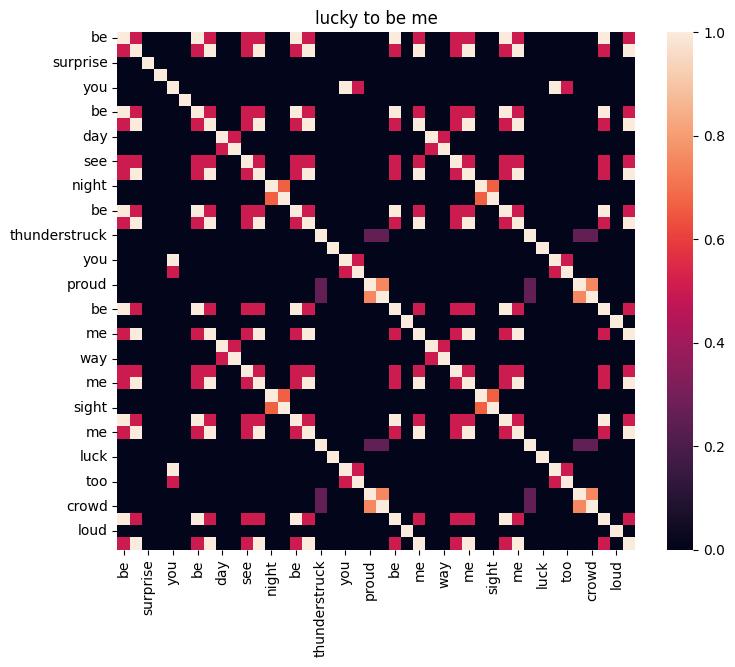 lucky to be me
be
surprise
you
be
day
see
night
be
thunderstruck
you
proud
be
me
way
me
sight
me
luck
too
crowd
loud
1.0
0.8
0.6
0.4
0.2
0.0
be
surprise
you
be
day
see
night
be
thunderstruck
you
proud
be
me
way
me
sight
me
luck
too
crowd
loud